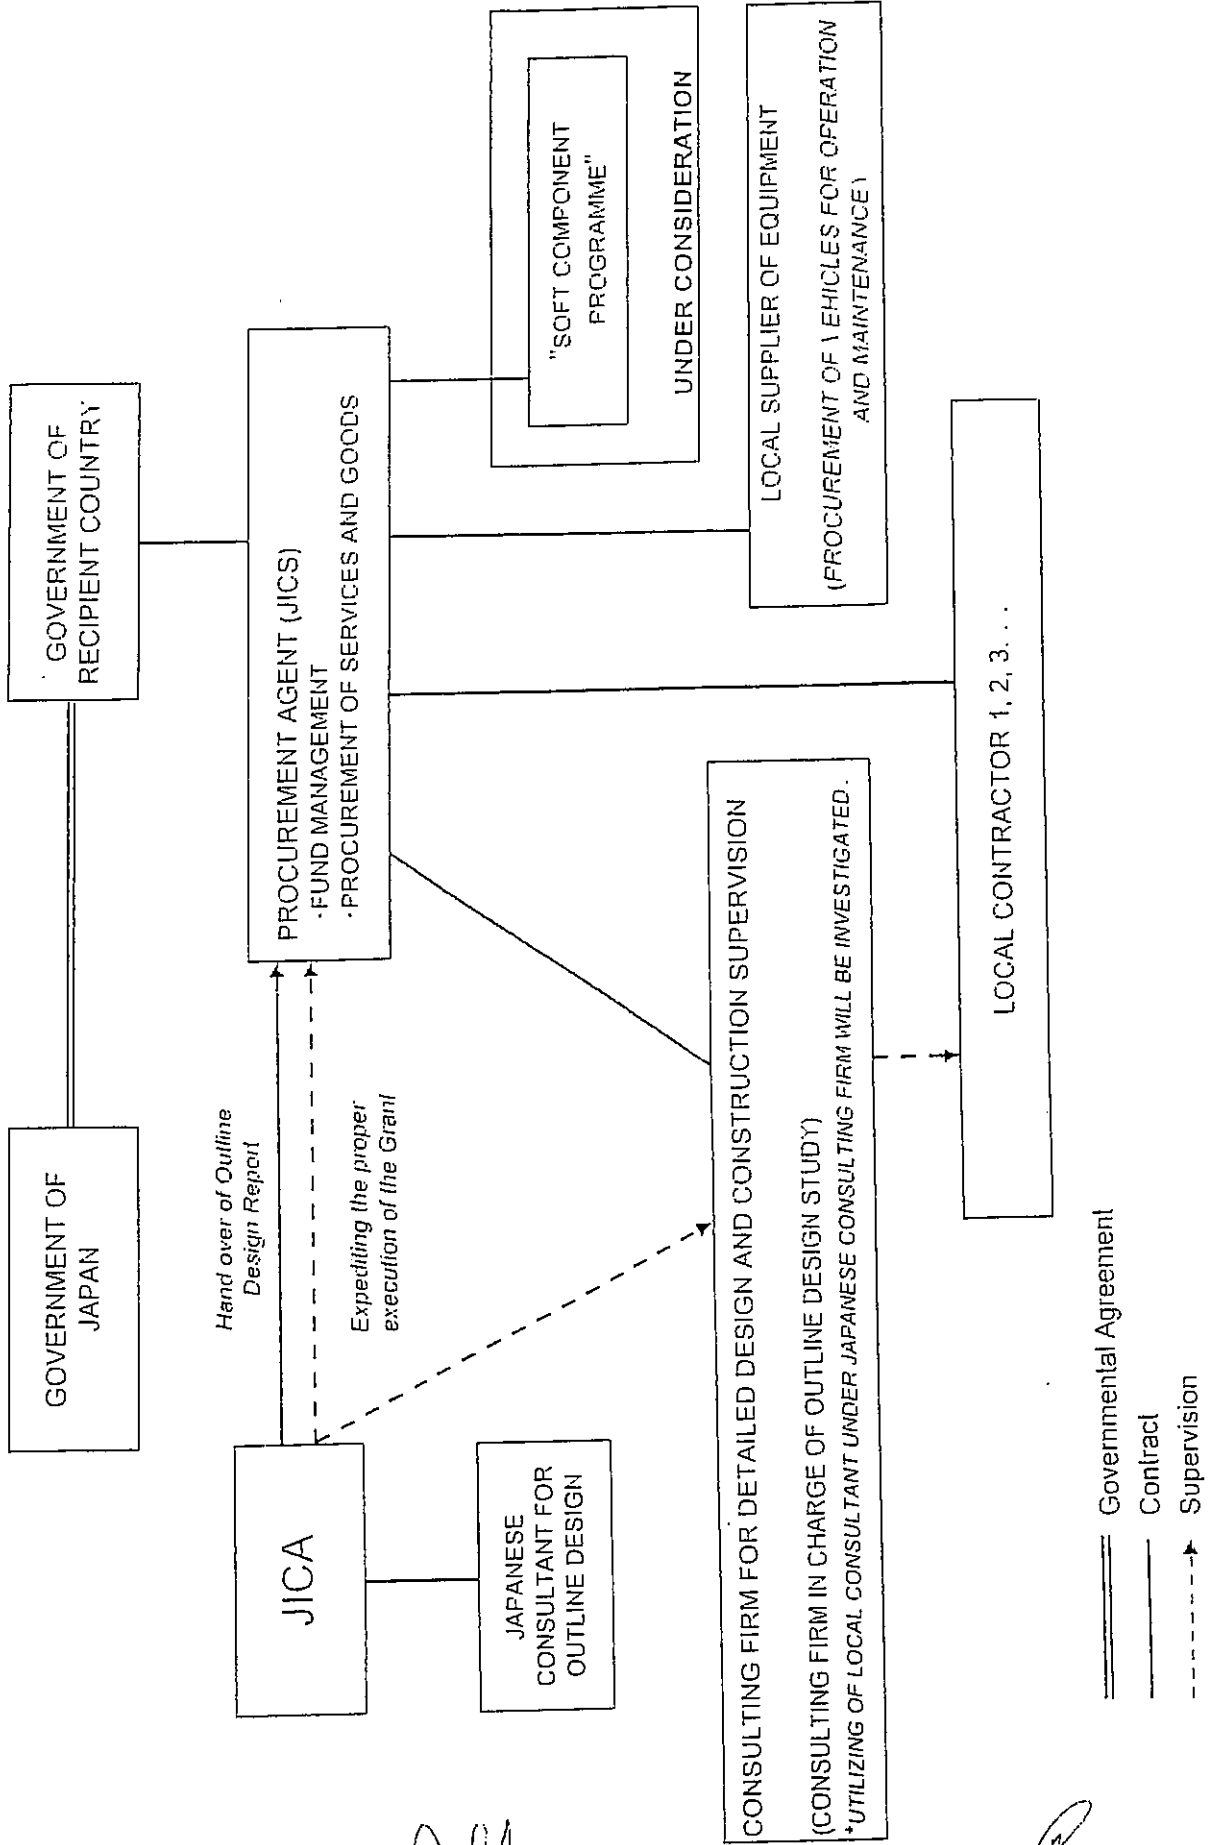 GOVERNMENT OF
JAPAN
GOVERNMENT OF
RECIPIENT COUNTRY
Hand over of Outline
Design Report
Expediting the proper
execution of the Grant
JICA
PROCUREMENT AGENT (JICS)
·FUND MANAGEMENT
·PROCUREMENT OF SERVICES AND GOODS
JAPANESE
CONSULTANT FOR
OUTLINE DESIGN
"SOFT COMPONENT
PROGRAMME"
UNDER CONSIDERATION
CONSULTING FIRM FOR DETAILED DESIGN AND CONSTRUCTION SUPERVISION
(CONSULTING FIRM IN CHARGE OF OUTLINE DESIGN STUDY)
*UTILIZING OF LOCAL CONSULTANT UNDER JAPANESE CONSULTING FIRM WILL BE INVESTIGATED.
LOCAL SUPPLIER OF EQUIPMENT
(PROCUREMENT OF VEHICLES FOR OPERATION
AND MAINTENANCE)
LOCAL CONTRACTOR 1, 2, 3. . .
Governmental Agreement
Contract
Supervision